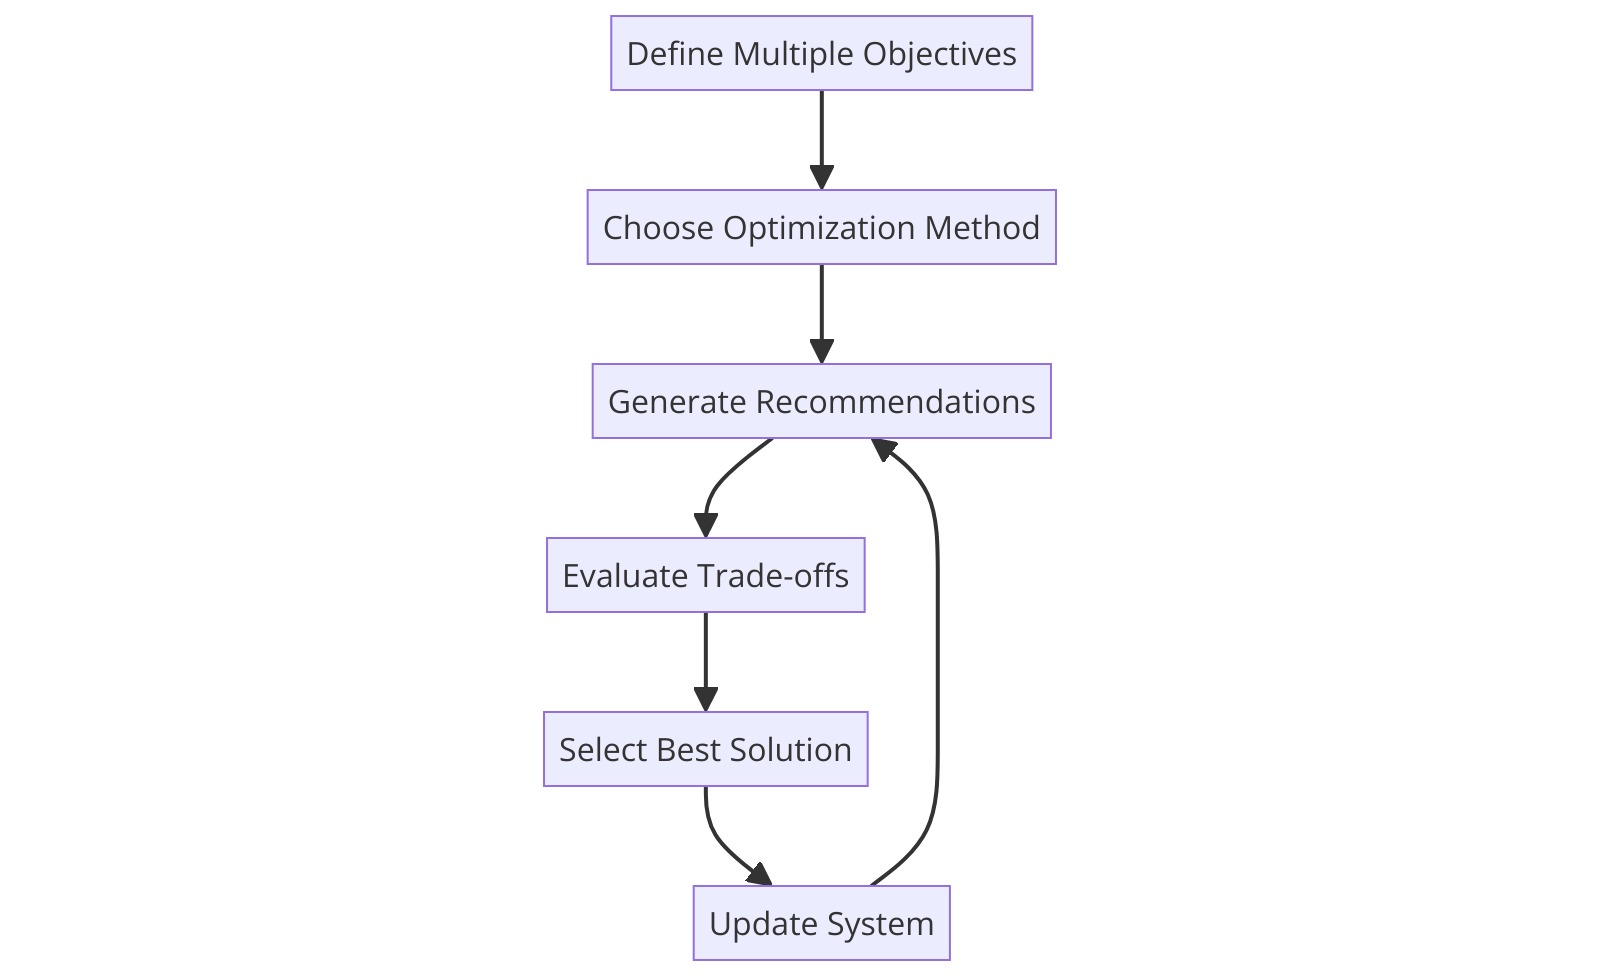 Define Multiple Objectives
Choose Optimization Method
Generate Recommendations
Evaluate Trade-offs
Select Best Solution
Update System